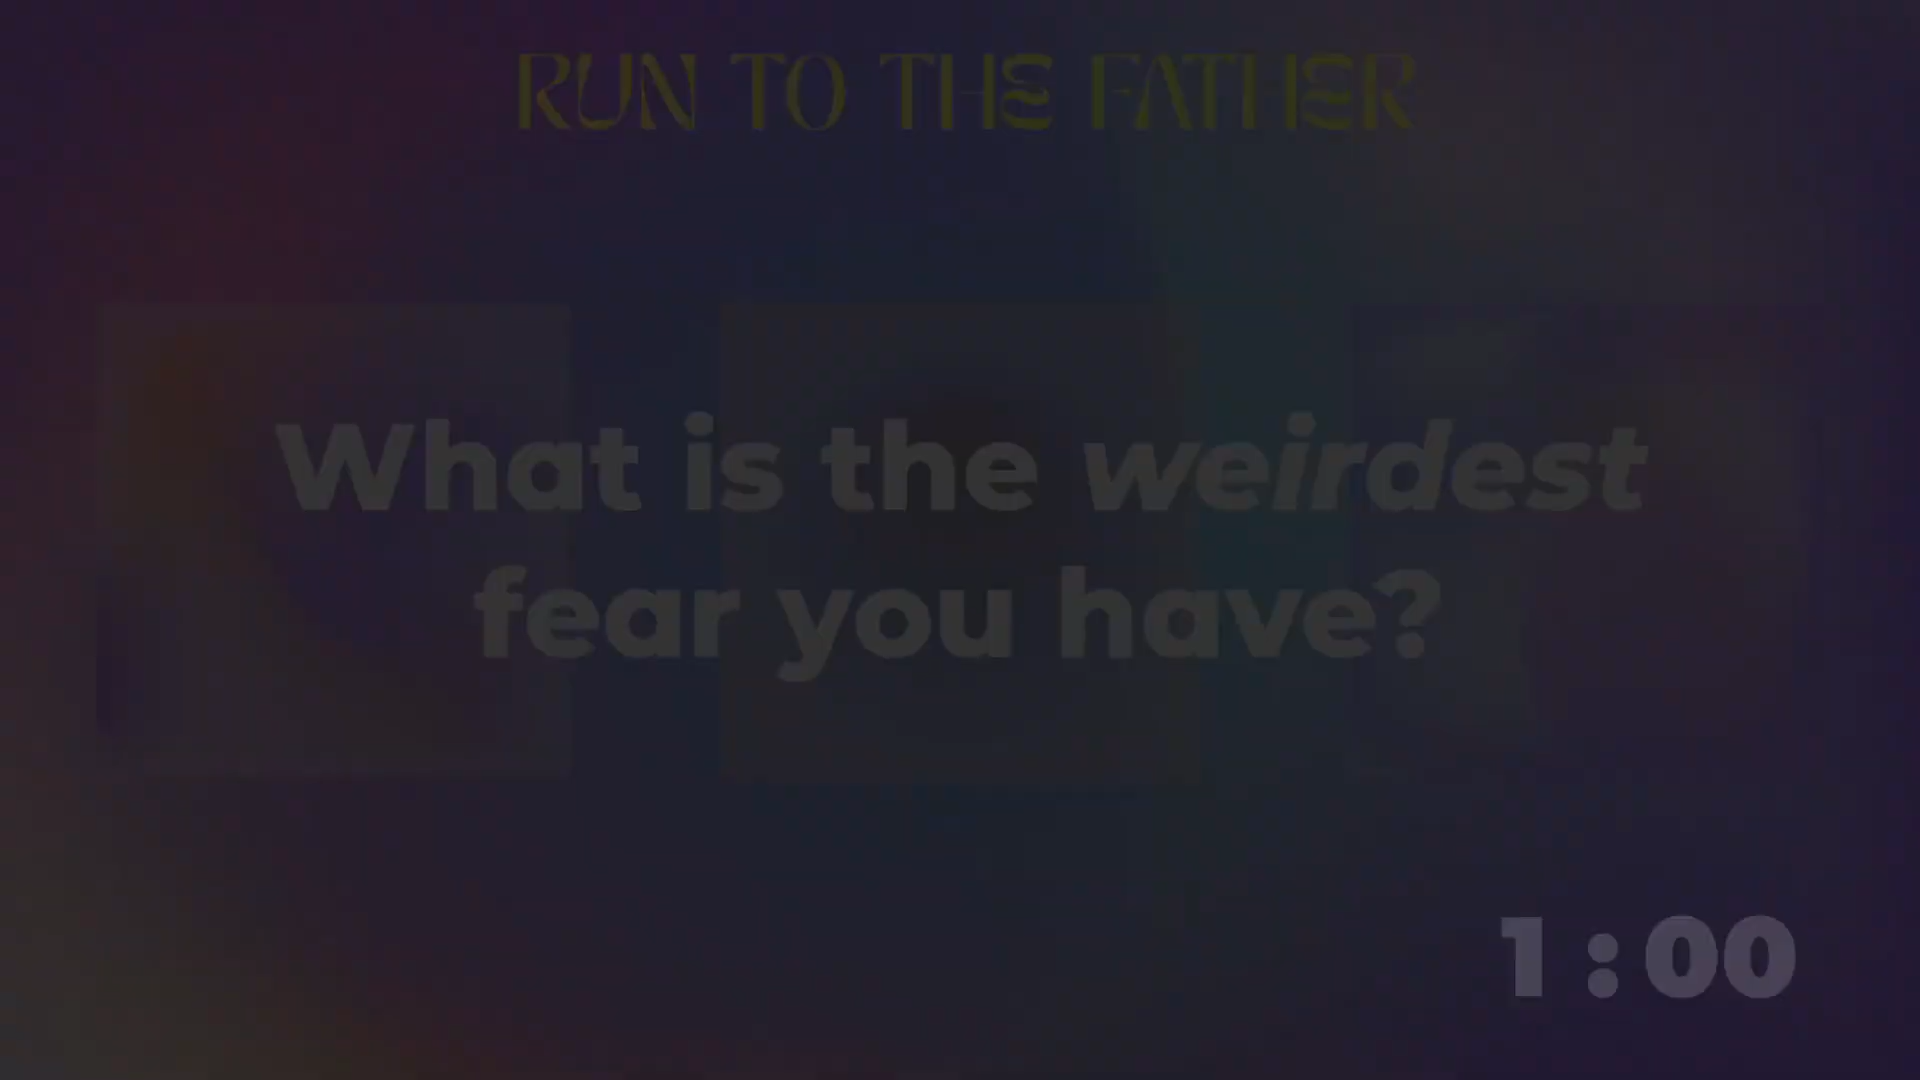 RUN TO THE FATHER
What is the weirdest
fear you have?
1:00